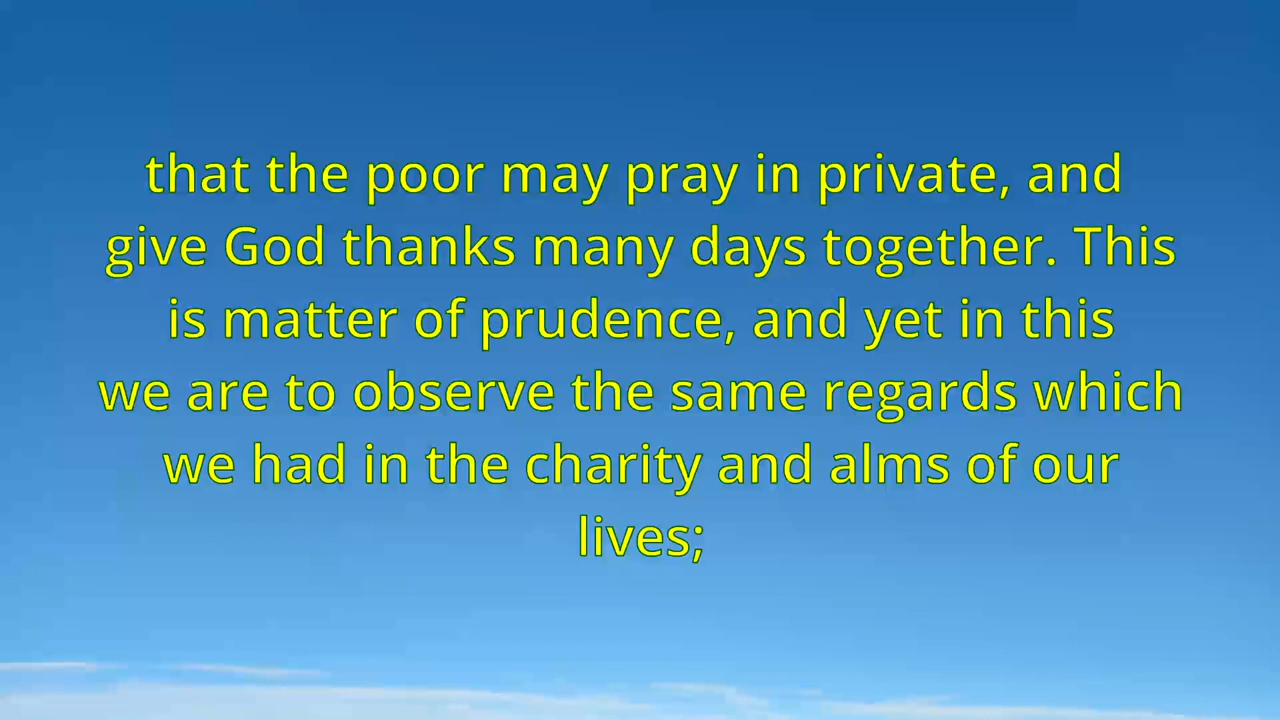 that the poor may pray in private, and
give God thanks many days together. This
is matter of prudence, and yet in this
we are to observe the same regards which
we had in the charity and alms of our
lives;